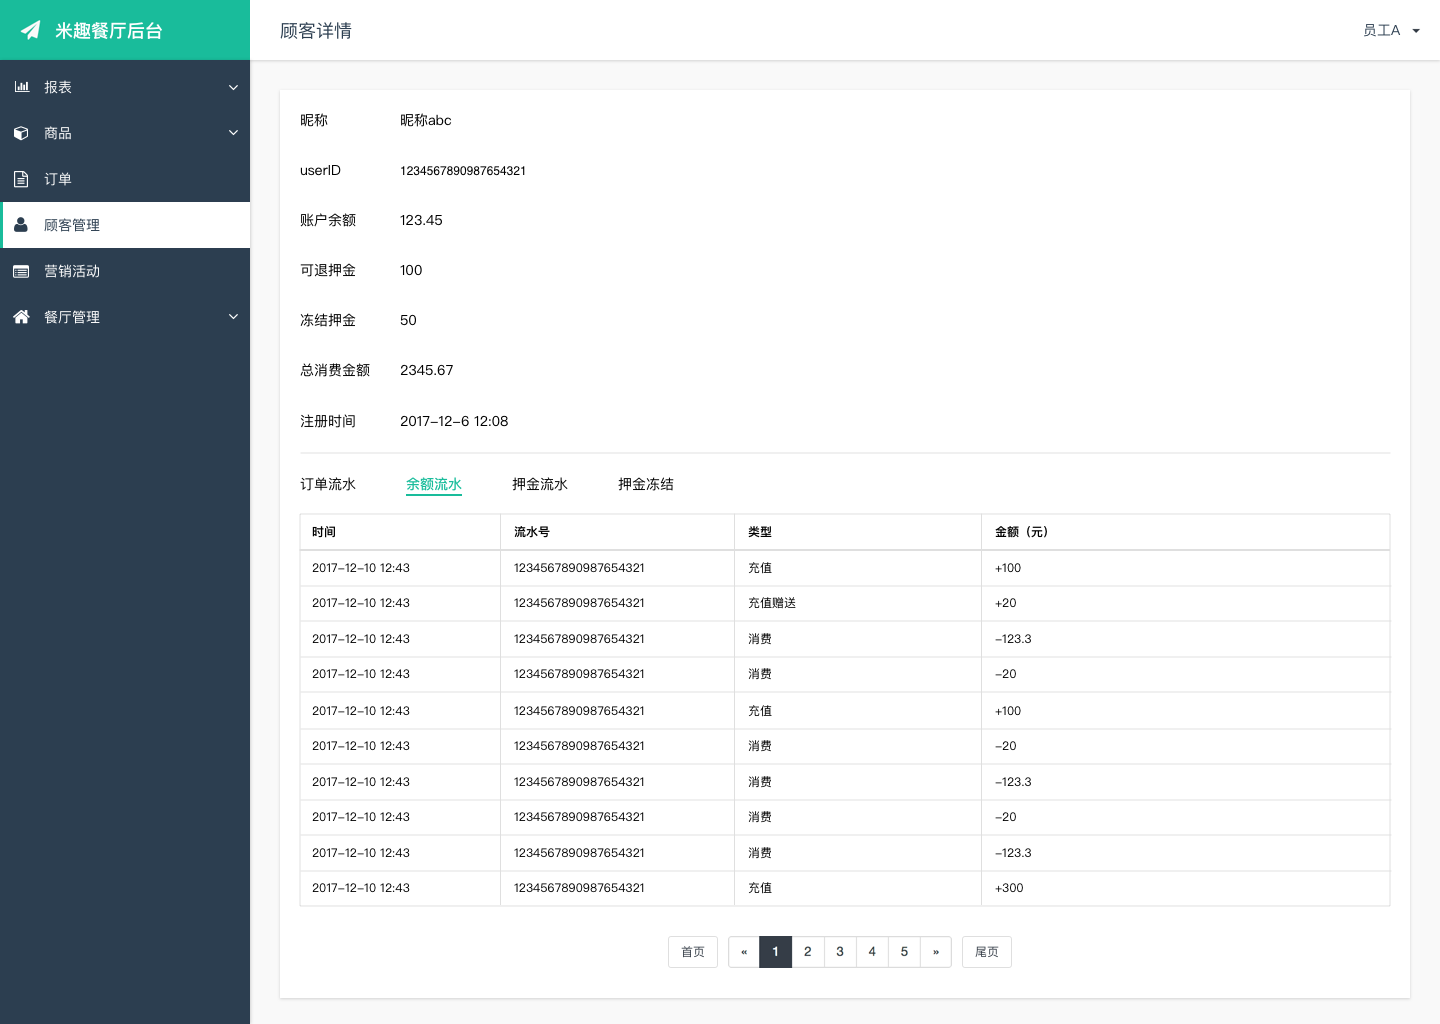 米趣餐厅后台
顾客详情
员工A
报表
商品
订单
顾客管理
营销活动
餐厅管理
昵称 昵称abc
userID 1234567890987654321
账户余额 123.45
可退押金 100
冻结押金 50
总消费金额 2345.67
注册时间 2017-12-6 12:08
订单流水 余额流水 押金流水 押金冻结
时间 流水号 类型 金额（元）
2017-12-10 12:43 1234567890987654321 充值 +100
2017-12-10 12:43 1234567890987654321 充值赠送 +20
2017-12-10 12:43 1234567890987654321 消费 -123.3
2017-12-10 12:43 1234567890987654321 消费 -20
2017-12-10 12:43 1234567890987654321 充值 +100
2017-12-10 12:43 1234567890987654321 消费 -20
2017-12-10 12:43 1234567890987654321 消费 -123.3
2017-12-10 12:43 1234567890987654321 消费 -20
2017-12-10 12:43 1234567890987654321 消费 -123.3
2017-12-10 12:43 1234567890987654321 充值 +300
首页 « 1 2 3 4 5 » 尾页